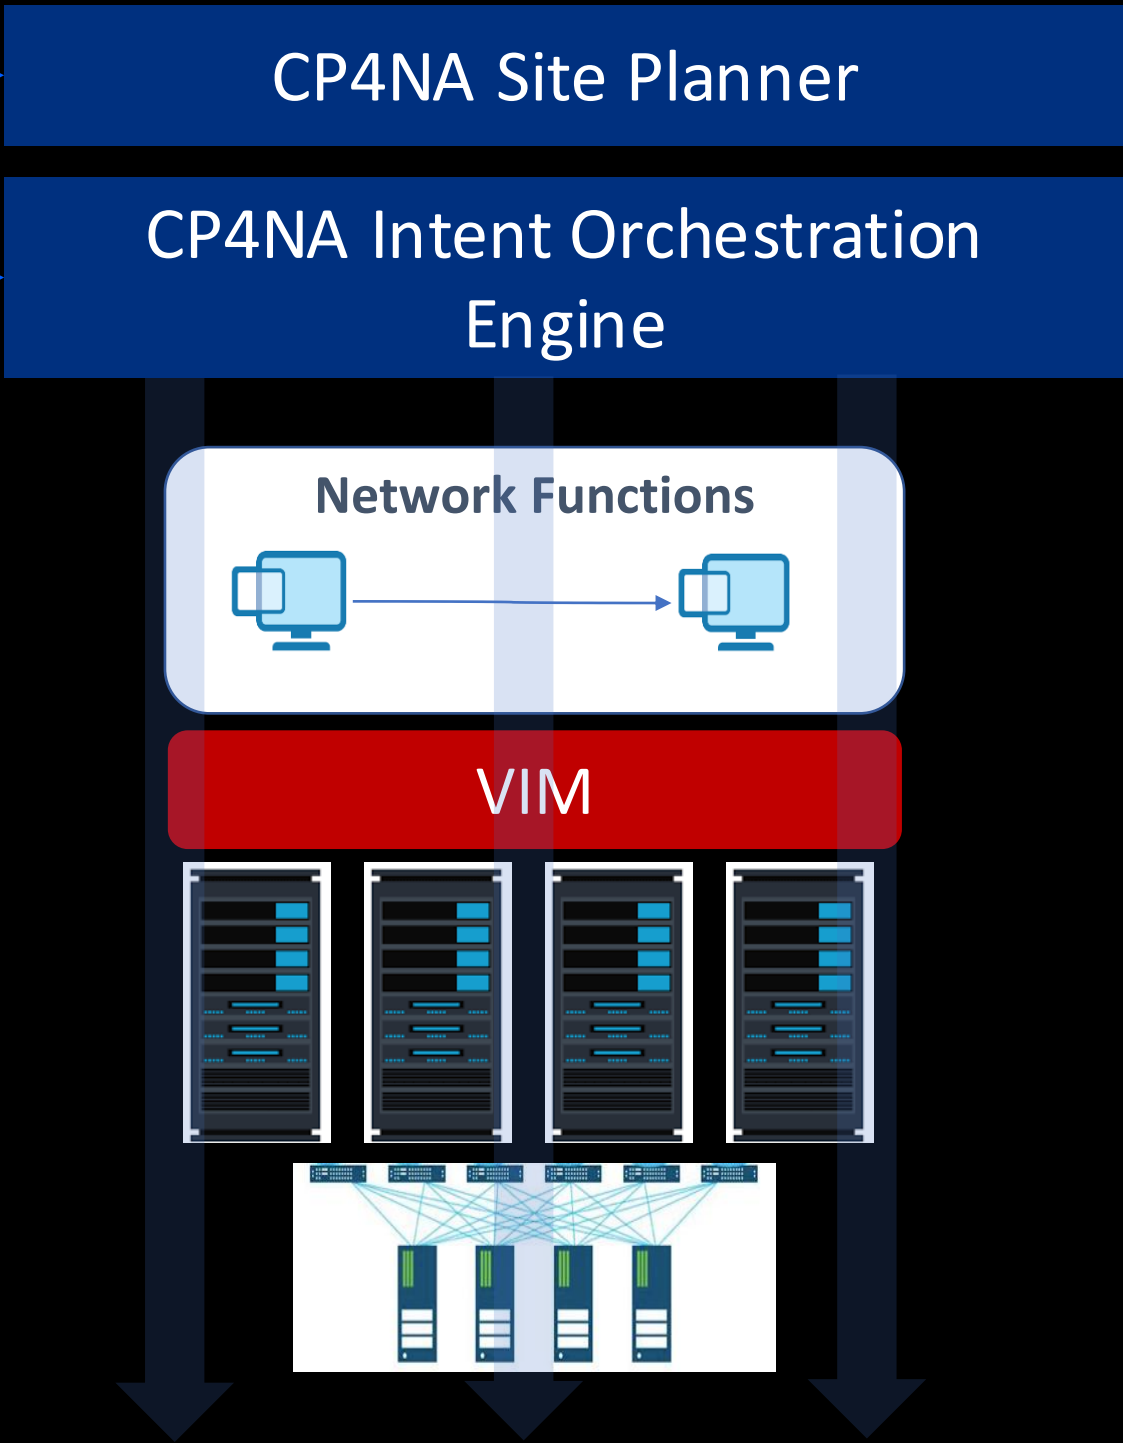 CP4NA Site Planner
CP4NA Intent Orchestration
Engine
Network Functions
VIM